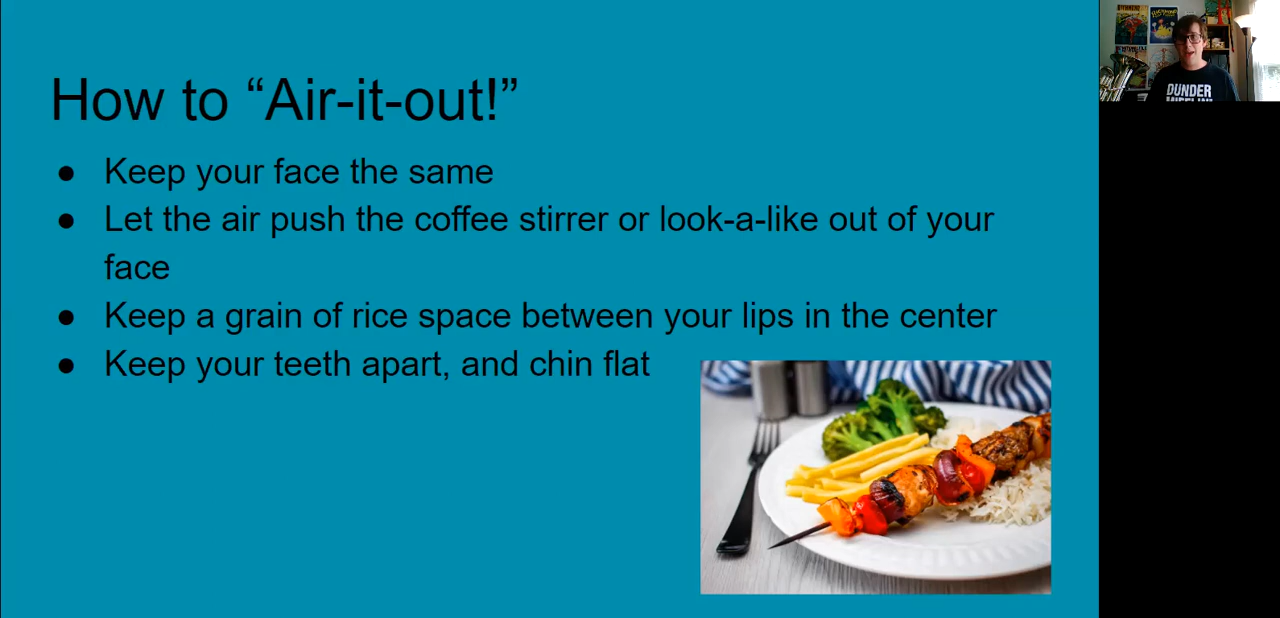 How to “Air-it-out!”
● Keep your face the same
● Let the air push the coffee stirrer or look-a-like out of your
face
● Keep a grain of rice space between your lips in the center
● Keep your teeth apart, and chin flat
DUNDER
MIFFLIN